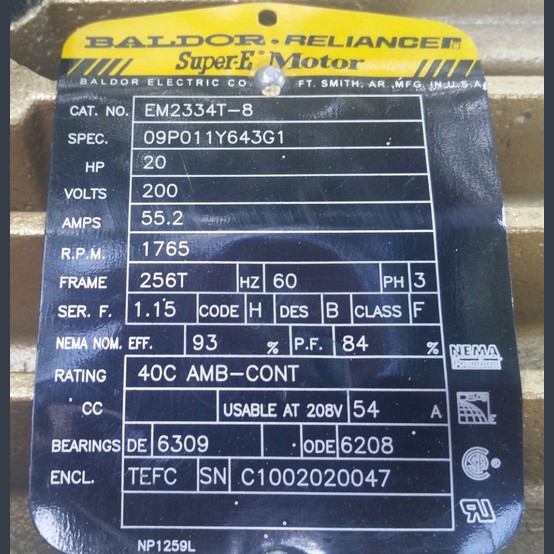 BALDOR • RELIANCER
Super-E Motor
BALDOR ELECTRIC CO. FT. SMITH, AR. MFG. IN U.S.A.
CAT. NO. EM2334T-8
SPEC. 09P011Y643G1
HP 20
VOLTS 200
AMPS 55.2
R.P.M. 1765
FRAME 256T HZ 60 PH 3
SER. F. 1.15 CODE H DES B CLASS F
NEMA NOM. EFF. 93 % P.F. 84 %
RATING 40C AMB-CONT
CC USABLE AT 208V 54 A
BEARINGS DE 6309 ODE 6208
ENCL. TEFC SN C1002020047
NP1259L
NEMA
Premium